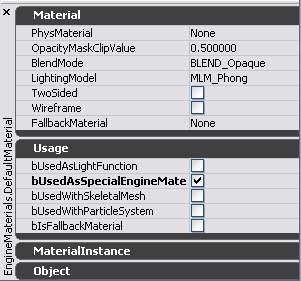 Material
PhysMaterial None
OpacityMaskClipValue 0.500000
BlendMode BLEND_Opaque
LightingModel MLM_Phong
TwoSided
Wireframe
FallbackMaterial None
Usage
bUsedAsLightFunction
bUsedAsSpecialEngineMate
bUsedWithSkeletalMesh
bUsedWithParticleSystem
bIsFallbackMaterial
MaterialInstance
Object
EngineMaterials.DefaultMaterial